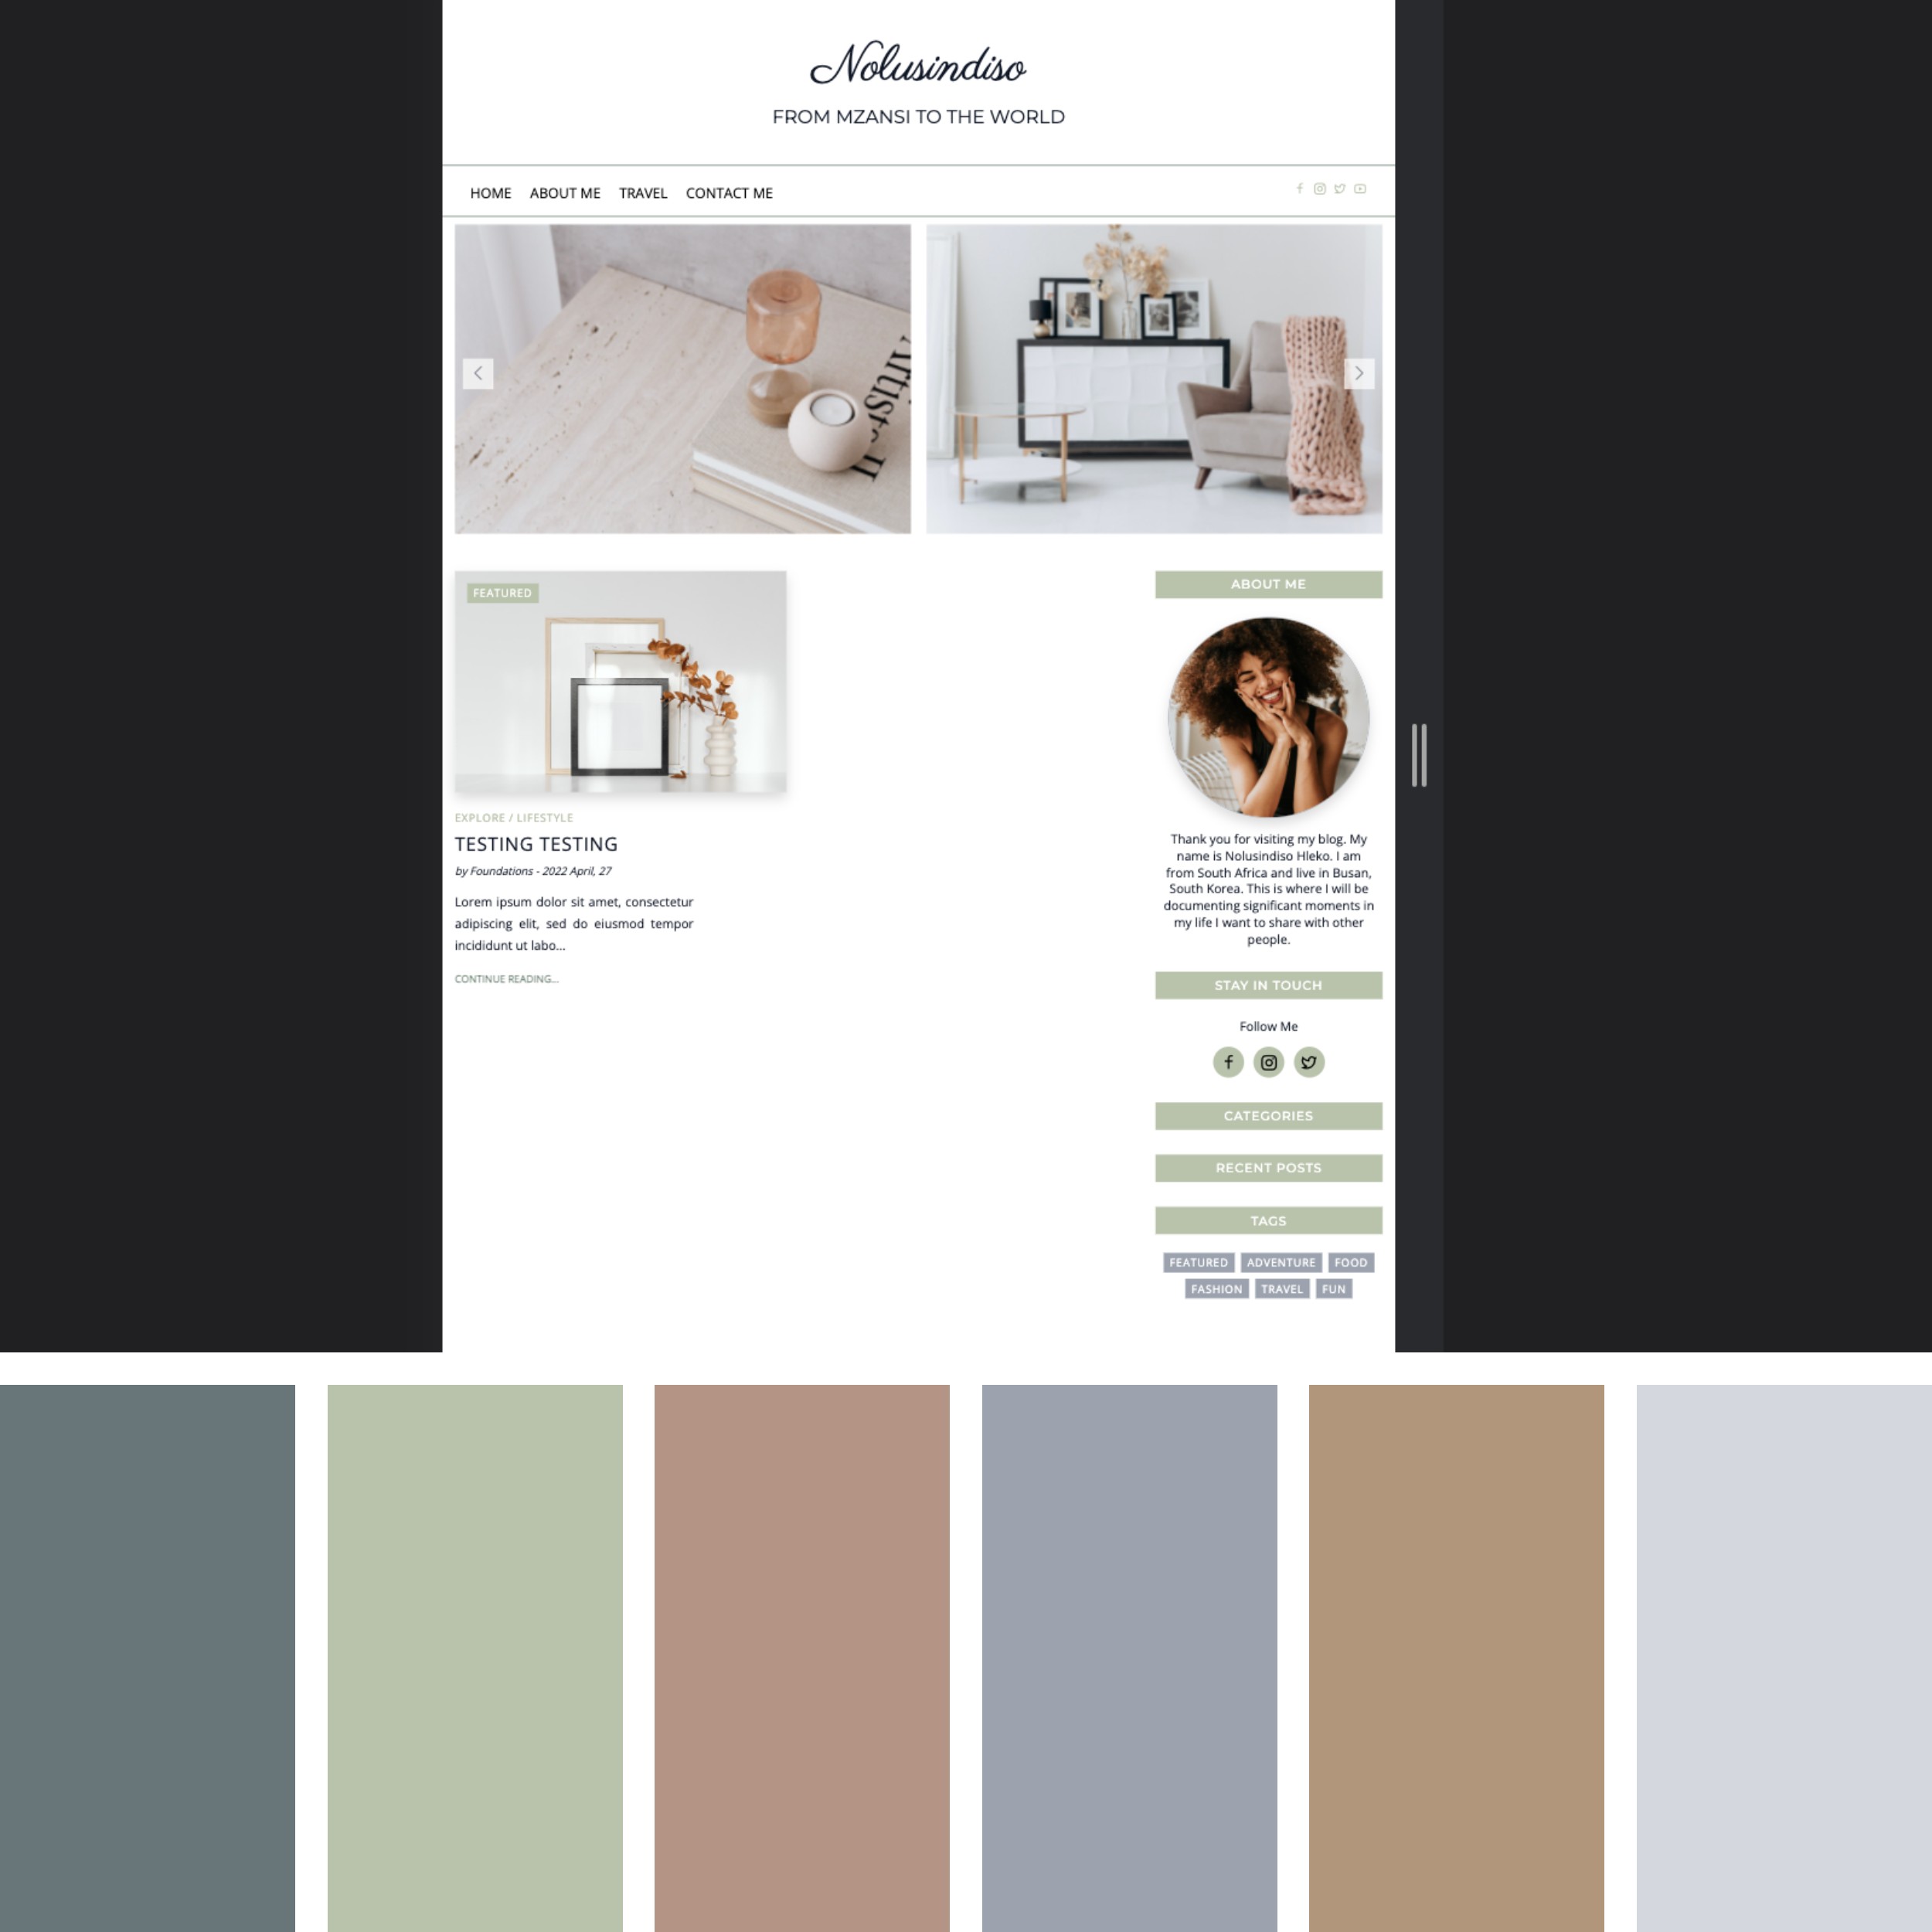 Nolusindiso
FROM MZANSI TO THE WORLD
HOME ABOUT ME TRAVEL CONTACT ME
FEATURED
EXPLORE / LIFESTYLE
TESTING TESTING
by Foundations - 2022 April, 27
Lorem ipsum dolor sit amet, consectetur
adipiscing elit, sed do eiusmod tempor
incididunt ut labo...
CONTINUE READING...
ABOUT ME
Thank you for visiting my blog. My
name is Nolusindiso Hleko. I am
from South Africa and live in Busan,
South Korea. This is where I will be
documenting significant moments in
my life I want to share with other
people.
STAY IN TOUCH
Follow Me
CATEGORIES
RECENT POSTS
TAGS
FEATURED ADVENTURE FOOD
FASHION TRAVEL FUN